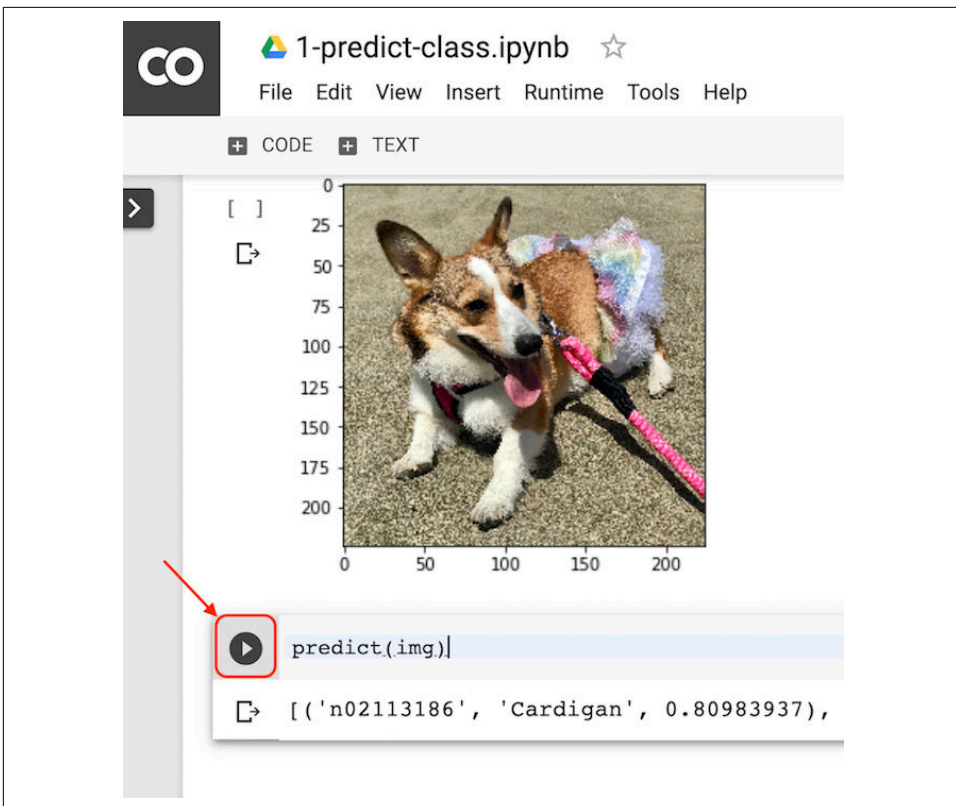 CO
1-predict-class.ipynb
File Edit View Insert Runtime Tools Help
+ CODE + TEXT
[ ]
0
25
50
75
100
125
150
175
200
0 50 100 150 200
predict(img)
[('n02113186', 'Cardigan', 0.80983937),